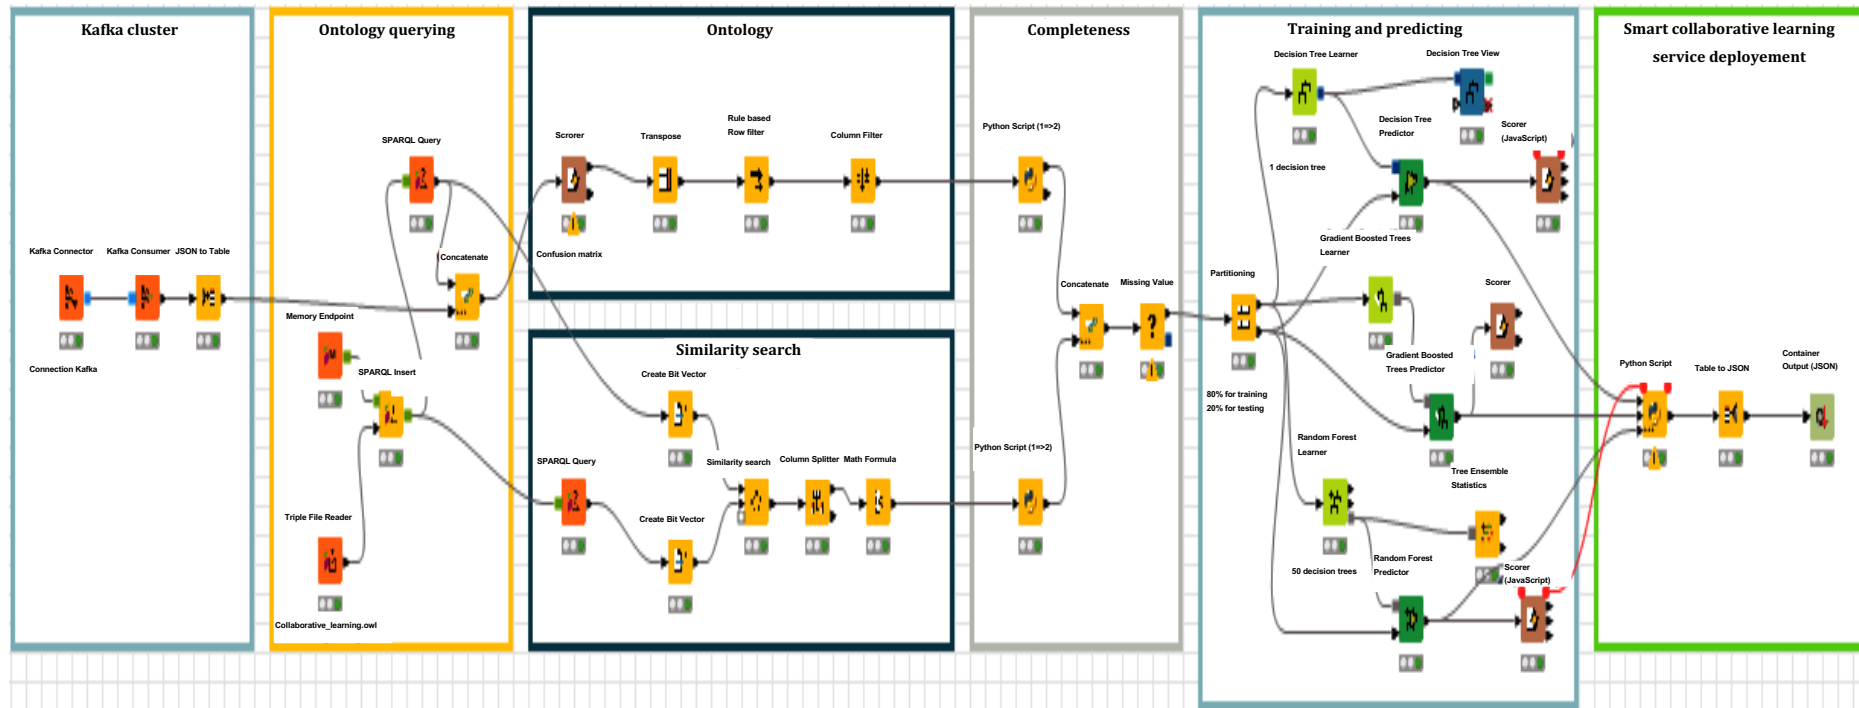 Kafka cluster
Kafka Connector
Kafka Consumer
JSON to Table
Connection Kafka
Ontology querying
SPARQL Query
Concatenate
Memory Endpoint
SPARQL Insert
Triple File Reader
Collaborative_learning.owl
Ontology
Scrorer
Transpose
Rule based
Row filter
Column Filter
Confusion matrix
Similarity search
Create Bit Vector
SPARQL Query
Similarity search
Column Splitter
Math Formula
Create Bit Vector
Completeness
Python Script (1=>2)
Concatenate
Missing Value
Python Script (1=>2)
Training and predicting
Decision Tree Learner
Decision Tree View
Decision Tree
Predictor
Scorer
(JavaScript)
1 decision tree
Gradient Boosted Trees
Learner
Partitioning
Scorer
Gradient Boosted
Trees Predictor
80% for training
20% for testing
Random Forest
Learner
Tree Ensemble
Statistics
50 decision trees
Random Forest
Predictor
Scorer
(JavaScript)
Smart collaborative learning
service deployement
Python Script
Table to JSON
Container
Output (JSON)